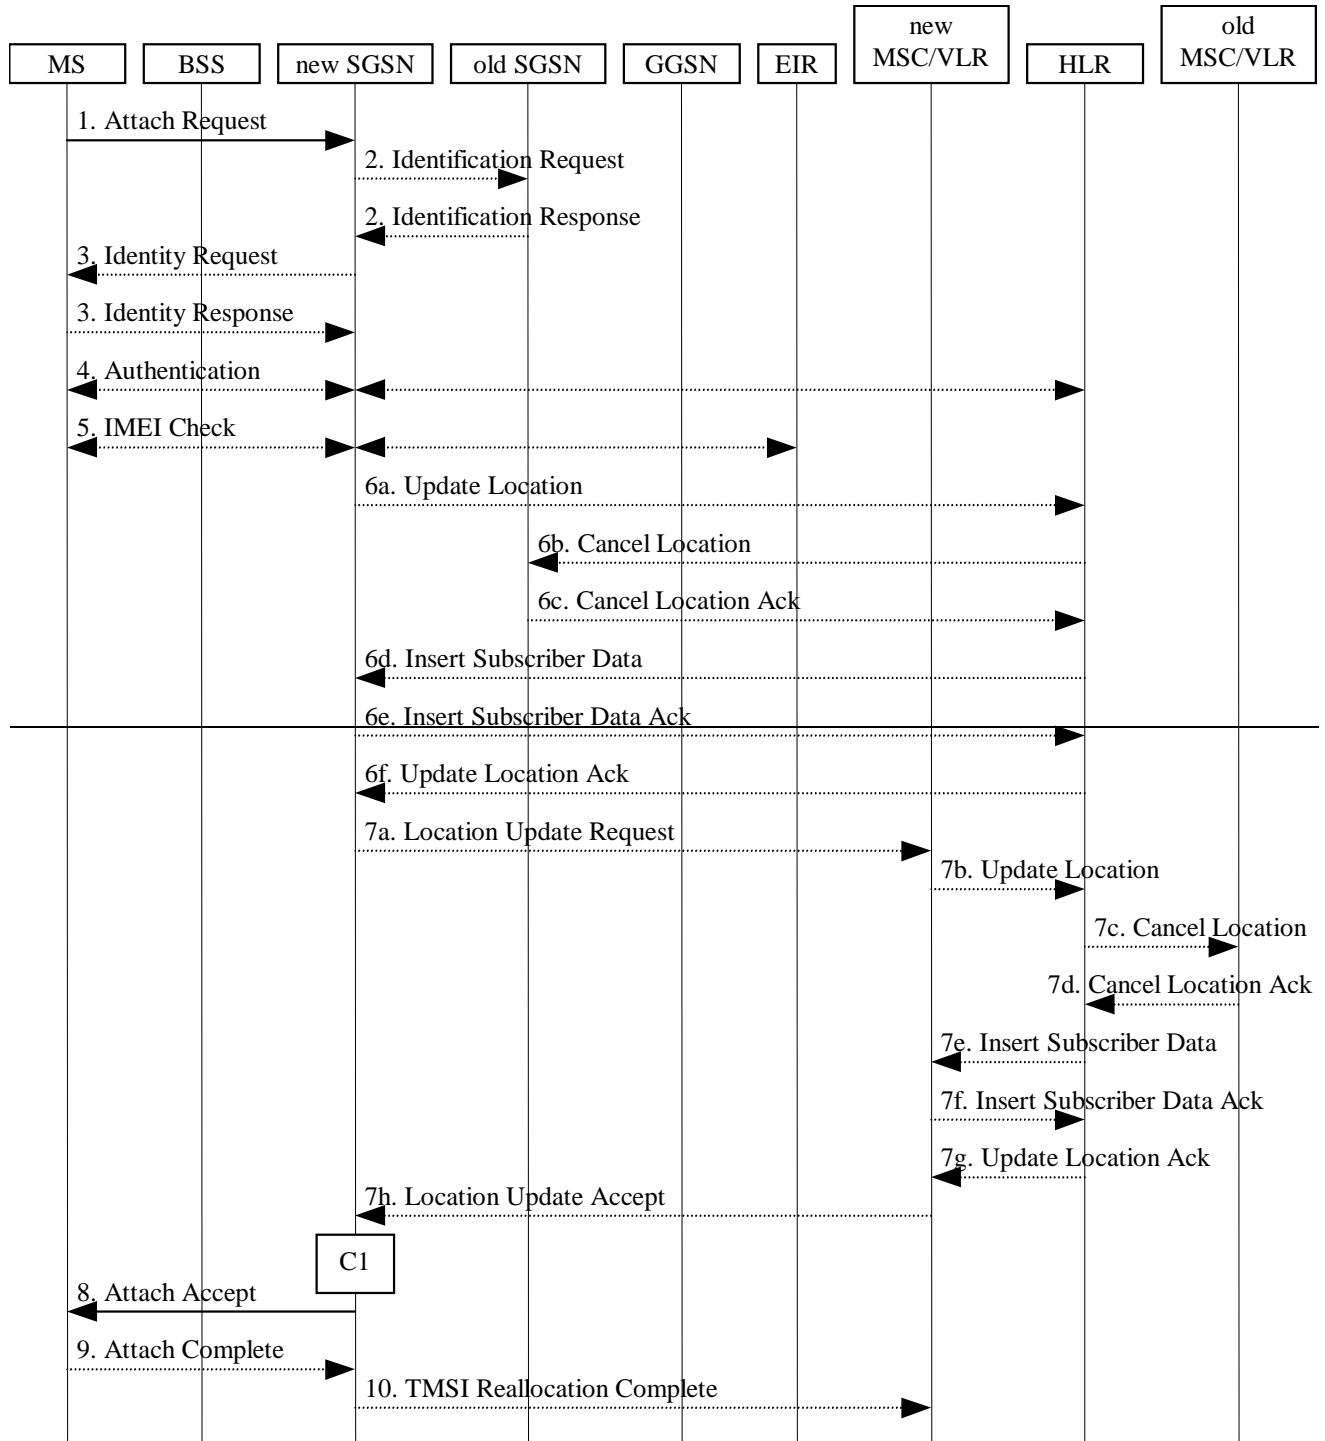 new
MSC/VLR
old
MSC/VLR
MS
BSS
new SGSN
old SGSN
GGSN
EIR
HLR
1. Attach Request
2. Identification Request
2. Identification Response
3. Identity Request
3. Identity Response
4. Authentication
5. IMEI Check
6a. Update Location
6b. Cancel Location
6c. Cancel Location Ack
6d. Insert Subscriber Data
6e. Insert Subscriber Data Ack
6f. Update Location Ack
7a. Location Update Request
7b. Update Location
7c. Cancel Location
7d. Cancel Location Ack
7e. Insert Subscriber Data
7f. Insert Subscriber Data Ack
7g. Update Location Ack
7h. Location Update Accept
C1
8. Attach Accept
9. Attach Complete
10. TMSI Reallocation Complete